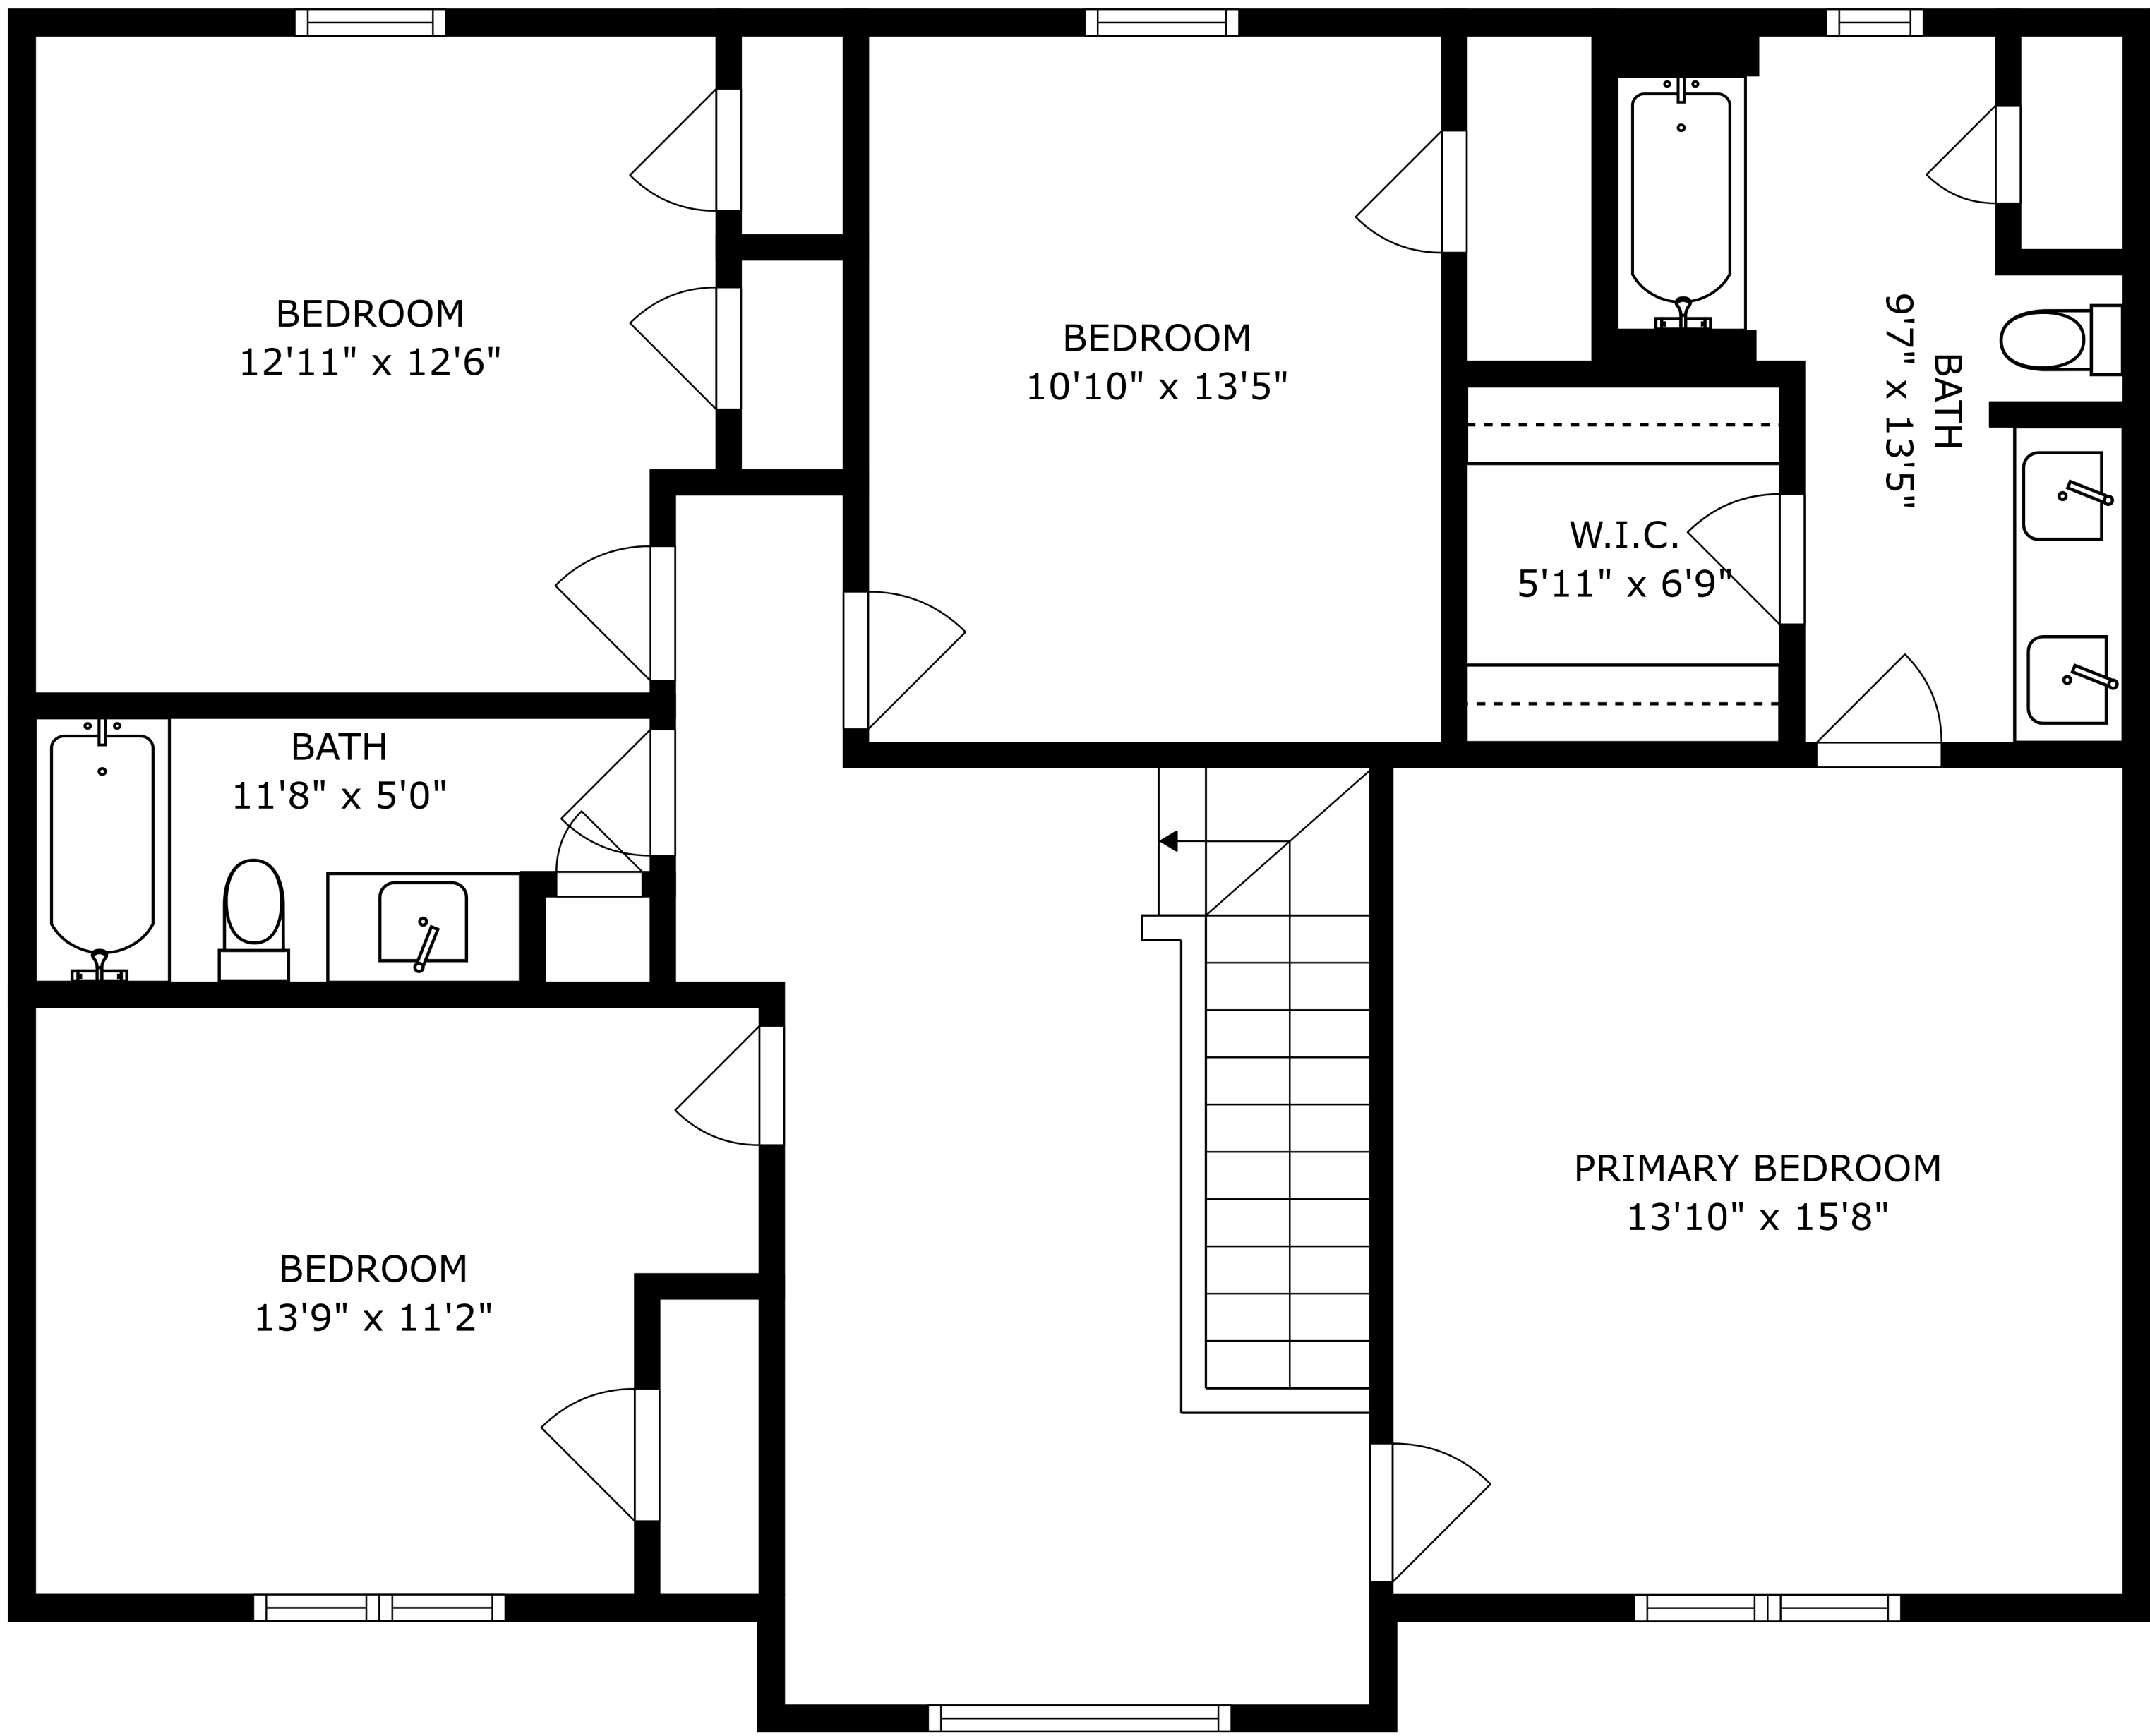 BEDROOM
12'11" x 12'6"
BEDROOM
10'10" x 13'5"
BATH
9'7" x 13'5"
W.I.C.
5'11" x 6'9"
BATH
11'8" x 5'0"
PRIMARY BEDROOM
13'10" x 15'8"
BEDROOM
13'9" x 11'2"